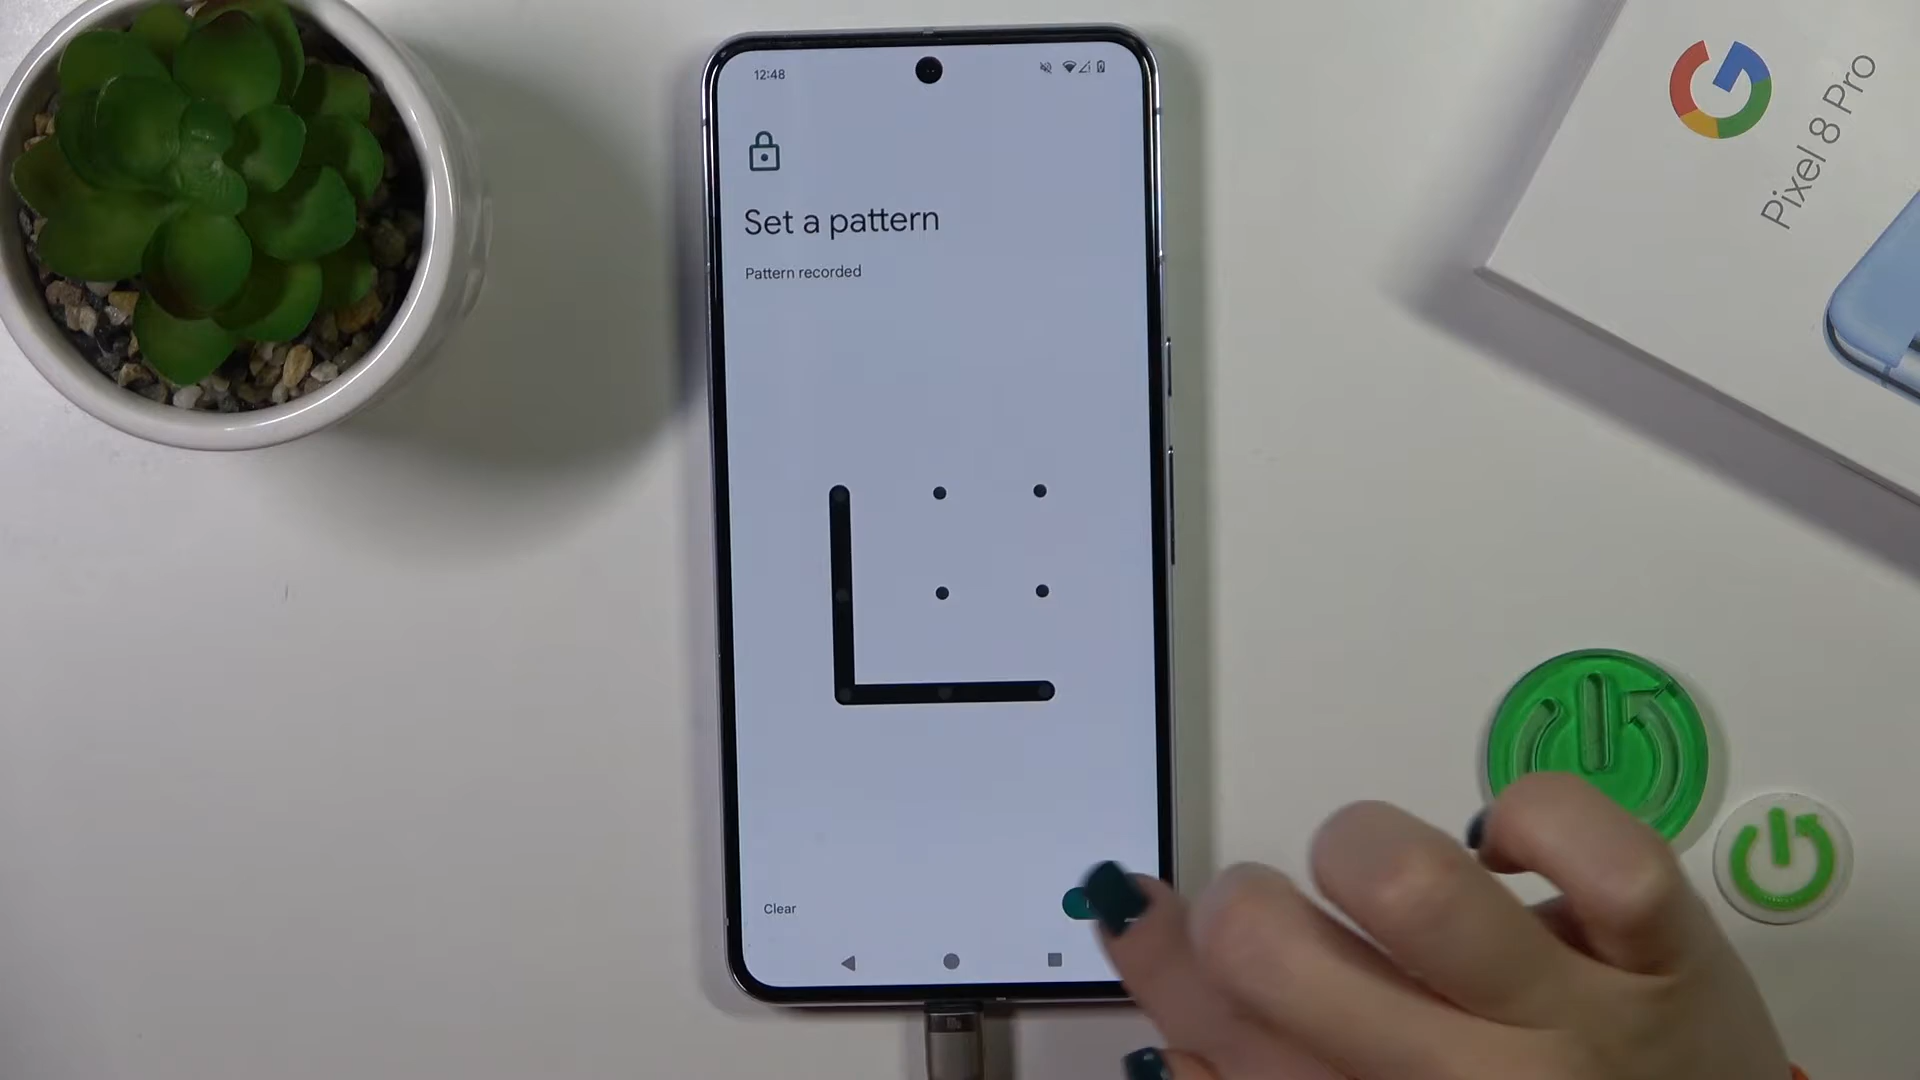 12:48
Set a pattern
Pattern recorded
Clear
Pixel 8 Pro